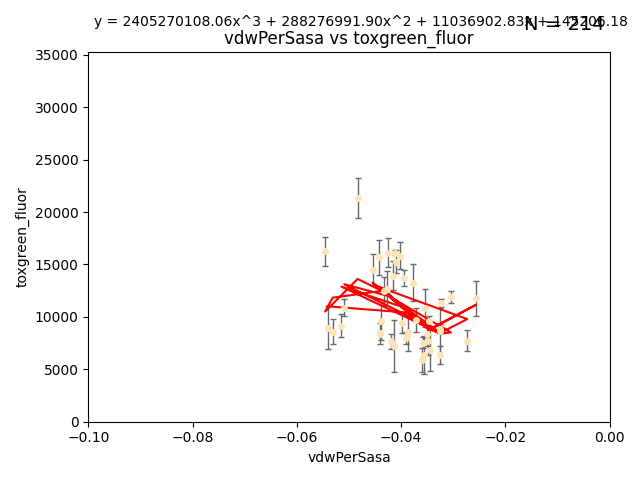 y = 2405270108.06x^3 + 288276991.90x^2 + 11036902.83x + 145206.18
N = 214
vdwPerSasa vs toxgreen_fluor
35000
30000
25000
20000
15000
10000
5000
0
toxgreen_fluor
−0.10
−0.08
−0.06
−0.04
−0.02
0.00
vdwPerSasa